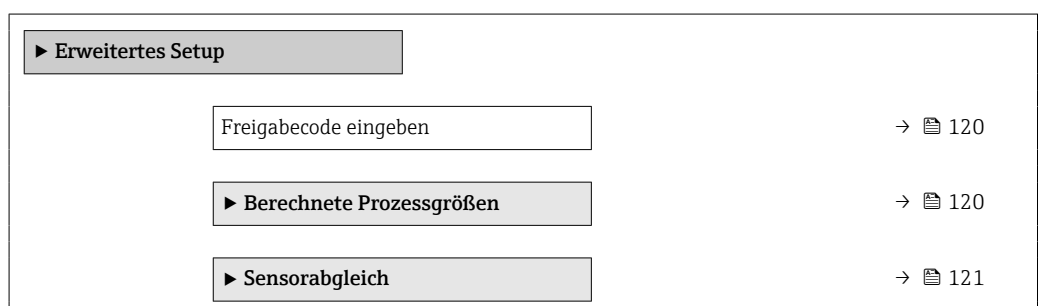 ▶ Erweitertes Setup
Freigabecode eingeben → 120
▶ Berechnete Prozessgrößen → 120
▶ Sensorabgleich → 121